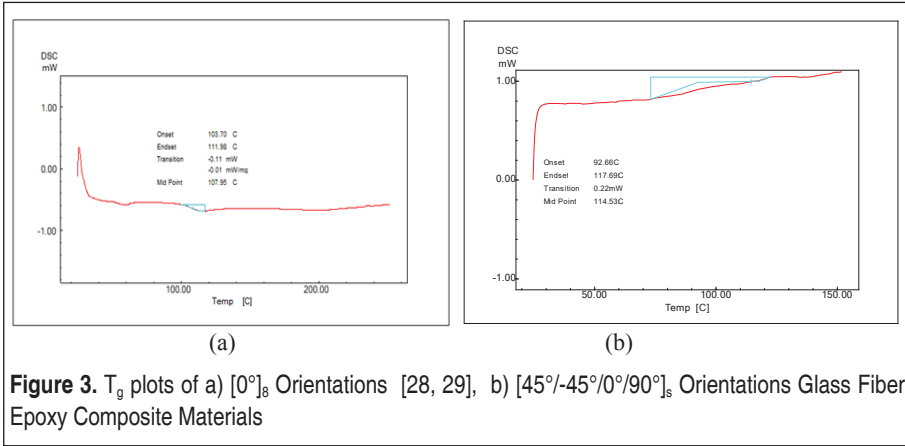 DSC
mW
1.00
0.00
-1.00
Onset 103.70 C
Endset 111.98 C
Transition -0.11 mW
-0.01 mW/mg
Mid Point 107.95 C
100.00 200.00
Temp [C]
(a)
DSC
mW
1.00
0.00
-1.00
Onset 92.66C
Endset 117.69C
Transition 0.22mW
Mid Point 114.53C
50.00 100.00 150.00
Temp [C]
(b)
Figure 3. Tg plots of a) [0°]8 Orientations [28, 29], b) [45°/-45°/0°/90°]s Orientations Glass Fiber
Epoxy Composite Materials